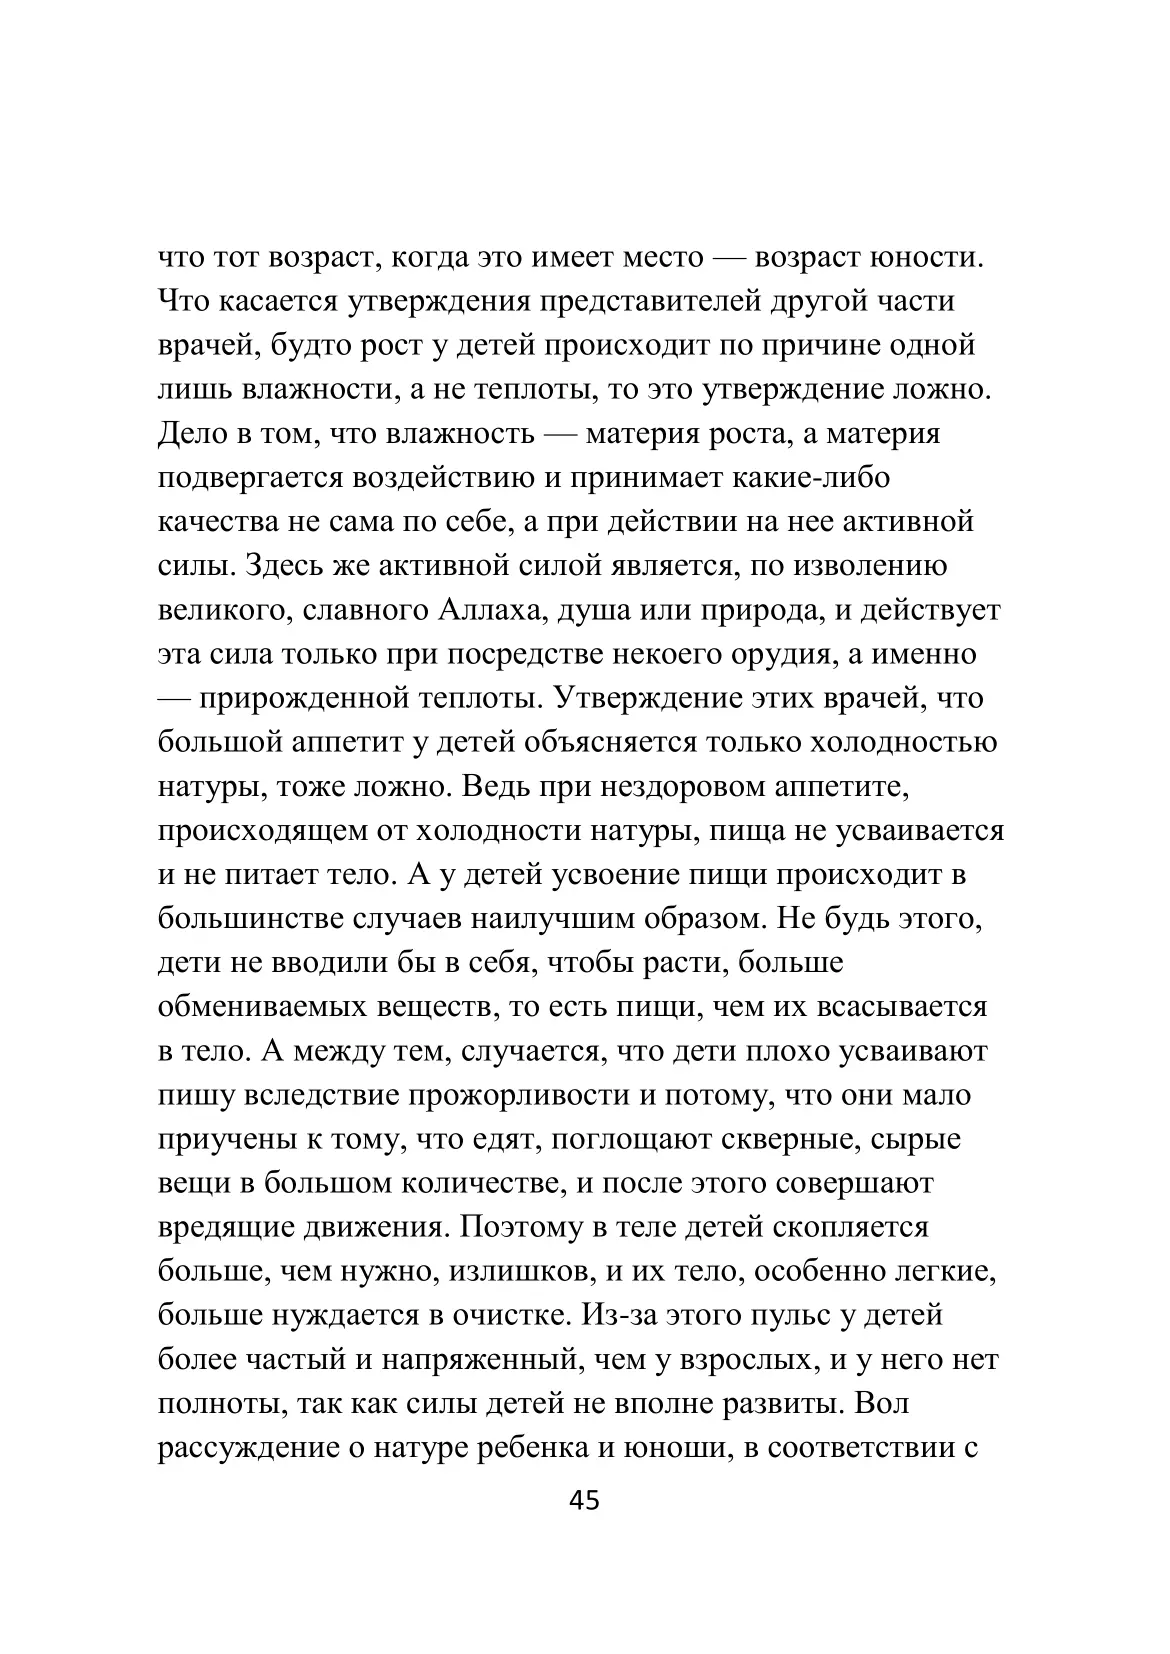 что тот возраст, когда это имеет место — возраст юности.
Что касается утверждения представителей другой части
врачей, будто рост у детей происходит по причине одной
лишь влажности, а не теплоты, то это утверждение ложно.
Дело в том, что влажность — материя роста, а материя
подвергается воздействию и принимает какие-либо
качества не сама по себе, а при действии на нее активной
силы. Здесь же активной силой является, по изволению
великого, славного Аллаха, душа или природа, и действует
эта сила только при посредстве некоего орудия, а именно
— прирожденной теплоты. Утверждение этих врачей, что
большой аппетит у детей объясняется только холодностью
натуры, тоже ложно. Ведь при нездоровом аппетите,
происходящем от холодности натуры, пища не усваивается
и не питает тело. А у детей усвоение пищи происходит в
большинстве случаев наилучшим образом. Не будь этого,
дети не вводили бы в себя, чтобы расти, больше
обмениваемых веществ, то есть пищи, чем их всасывается
в тело. А между тем, случается, что дети плохо усваивают
пишу вследствие прожорливости и потому, что они мало
приучены к тому, что едят, поглощают скверные, сырые
вещи в большом количестве, и после этого совершают
вредящие движения. Поэтому в теле детей скопляется
больше, чем нужно, излишков, и их тело, особенно легкие,
больше нуждается в очистке. Из-за этого пульс у детей
более частый и напряженный, чем у взрослых, и у него нет
полноты, так как силы детей не вполне развиты. Вол
рассуждение о натуре ребенка и юноши, в соответствии с
45